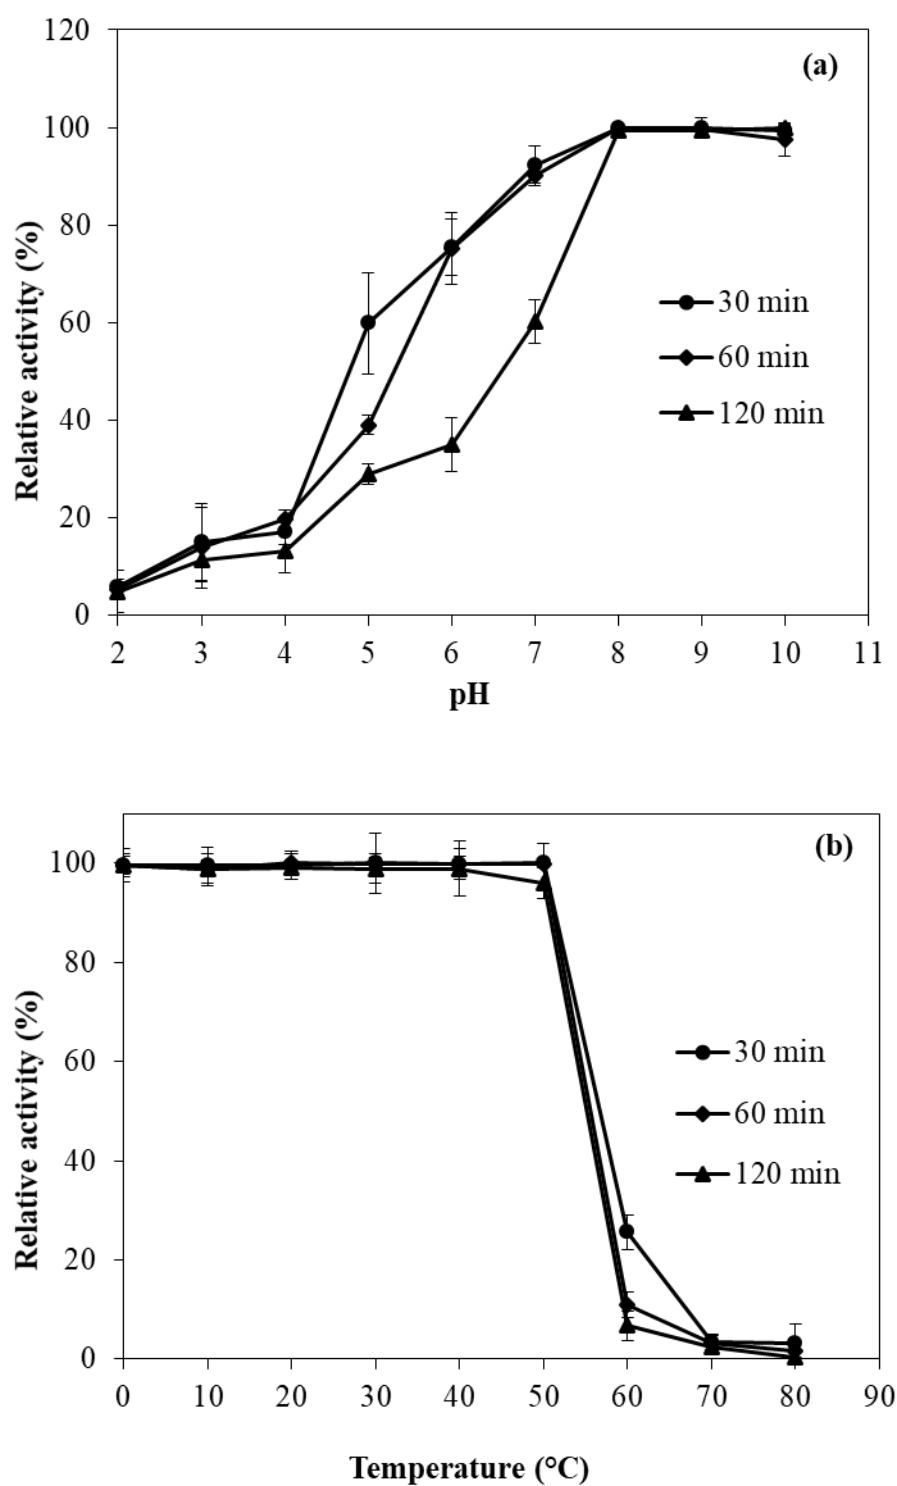 120
(a)
100
80
Relative activity (%)
60
30 min
60 min
40
120 min
20
0
2 3 4 5 6 7 8 9 10 11
pH
(b)
100
80
Relative activity (%)
60
30 min
60 min
40
120 min
20
0
0 10 20 30 40 50 60 70 80 90
Temperature (°C)